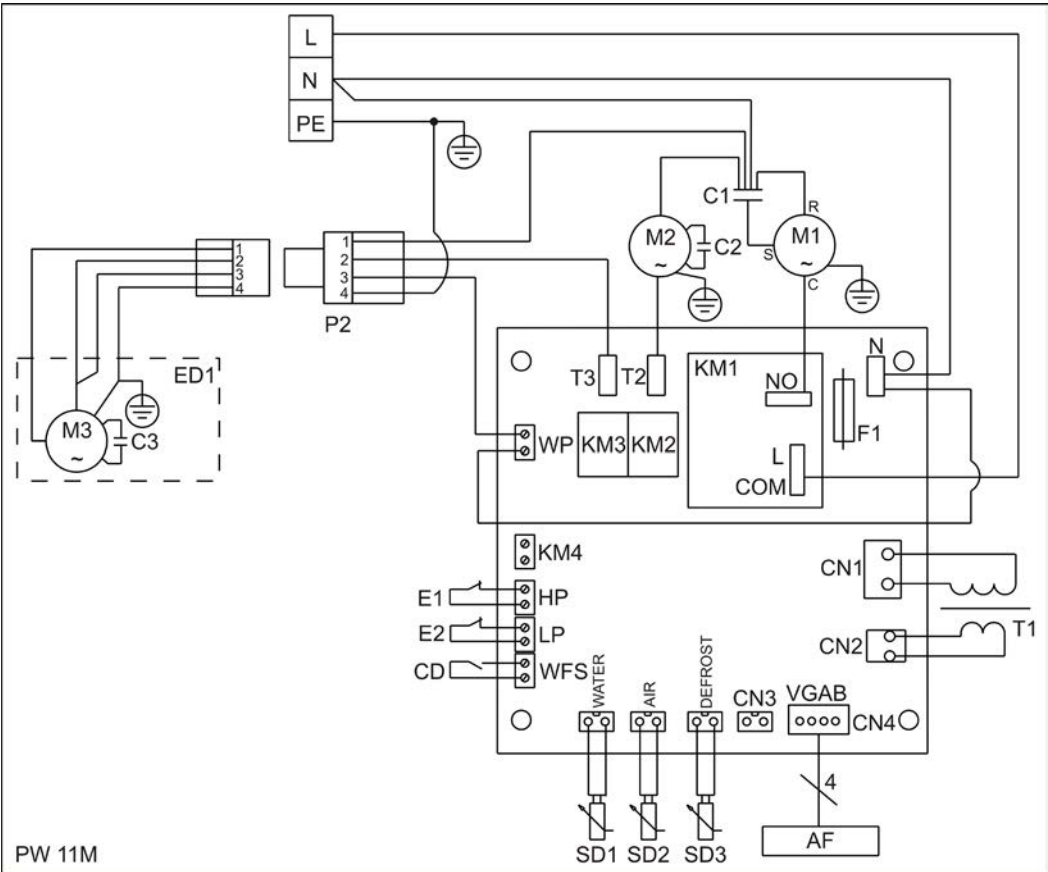 L
N
PE
C1
R
M2
~
C2
S
M1
~
C
1
2
3
4
1
2
3
4
P2
ED1
M3
~
C3
T3
T2
KM1
NO
N
F1
WP
KM3
KM2
L
COM
KM4
CN1
E1
HP
E2
LP
CD
WFS
CN2
T1
WATER
AIR
DEFROST
CN3
VGAB
CN4
4
SD1
SD2
SD3
AF
PW 11M